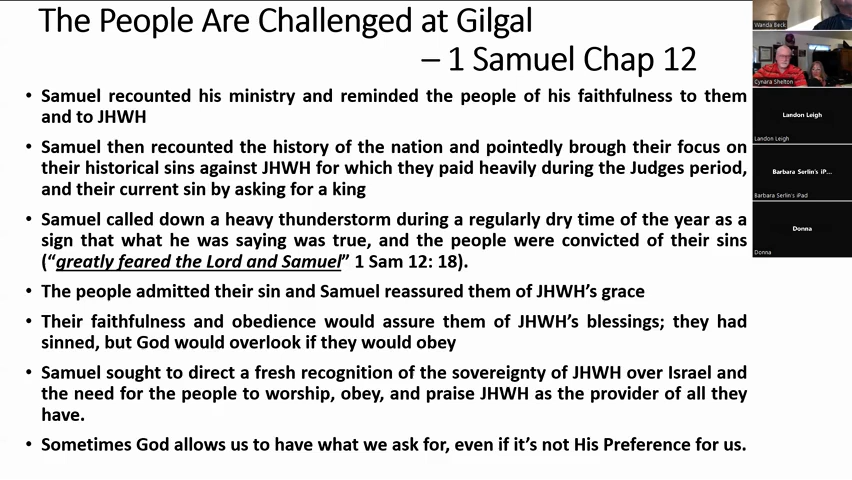 The People Are Challenged at Gilgal
– 1 Samuel Chap 12
• Samuel recounted his ministry and reminded the people of his faithfulness to them
and to JHWH
• Samuel then recounted the history of the nation and pointedly brough their focus on
their historical sins against JHWH for which they paid heavily during the Judges period,
and their current sin by asking for a king
• Samuel called down a heavy thunderstorm during a regularly dry time of the year as a
sign that what he was saying was true, and the people were convicted of their sins
(“greatly feared the Lord and Samuel” 1 Sam 12: 18).
• The people admitted their sin and Samuel reassured them of JHWH’s grace
• Their faithfulness and obedience would assure them of JHWH’s blessings; they had
sinned, but God would overlook if they would obey
• Samuel sought to direct a fresh recognition of the sovereignty of JHWH over Israel and
the need for the people to worship, obey, and praise JHWH as the provider of all they
have.
• Sometimes God allows us to have what we ask for, even if it’s not His Preference for us.
Wanda Beck
Cynara Shelton
Landon Leigh
Landon Leigh
Barbara Serlin's iP...
Barbara Serlin's iPad
Donna
Donna